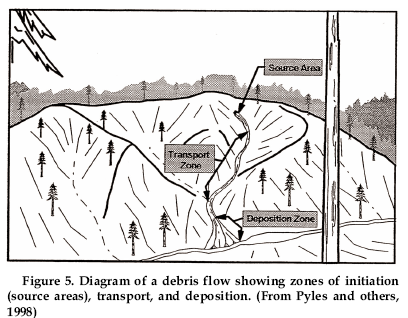 Source Area
Transport
Zone
Deposition Zone
Figure 5. Diagram of a debris flow showing zones of initiation
(source areas), transport, and deposition. (From Pyles and others,
1998)